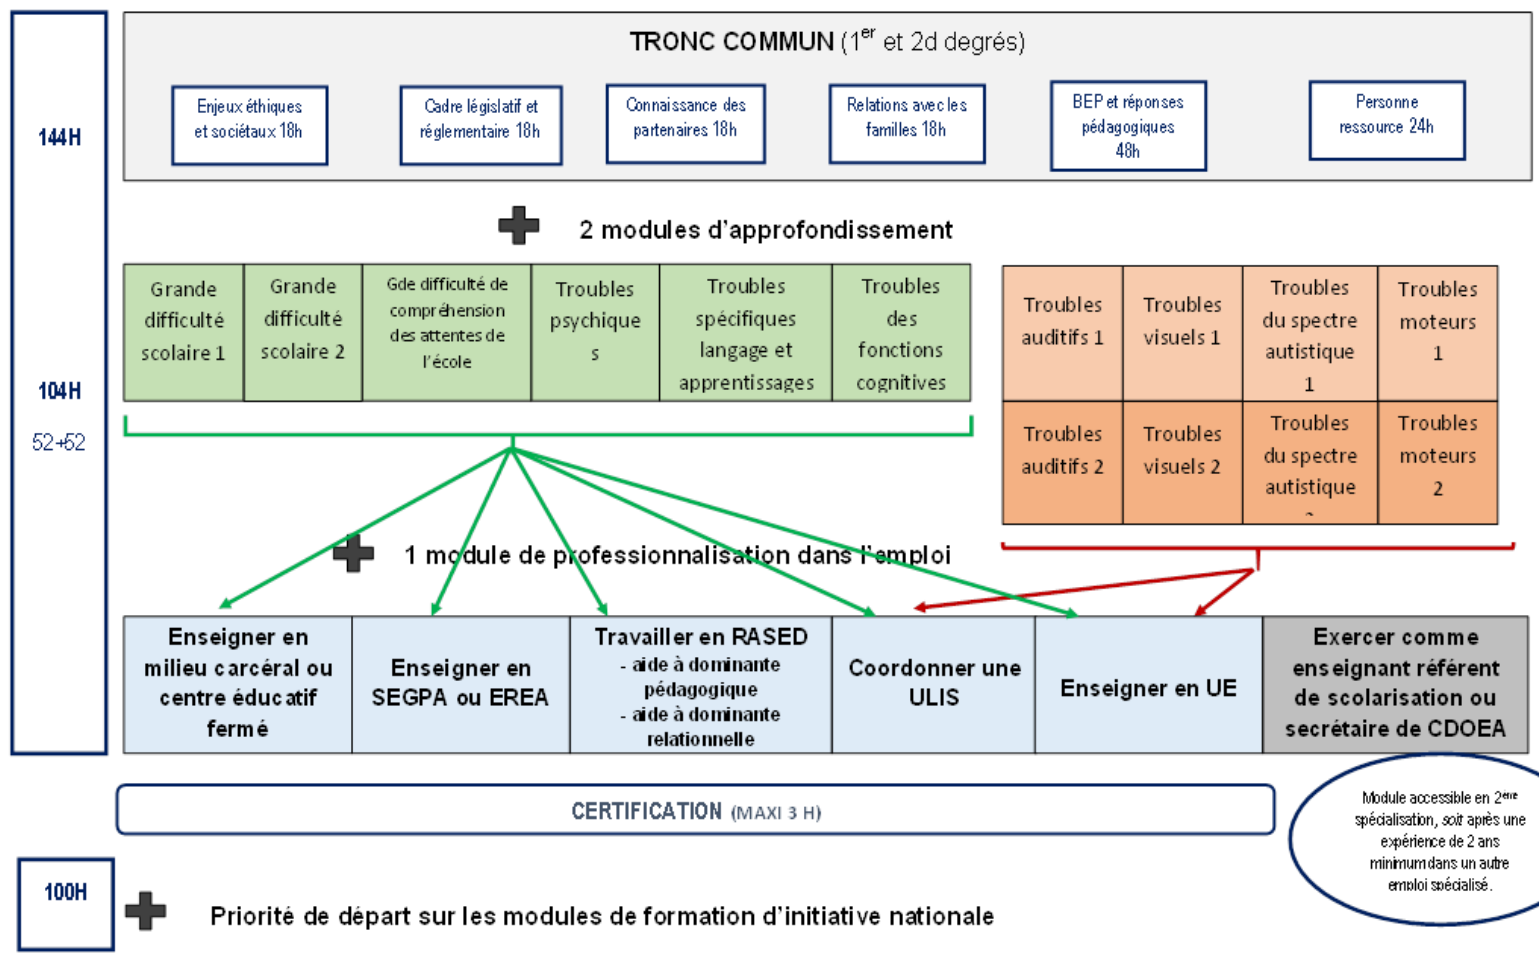 TRONC COMMUN (1er et 2d degrés)
144H
Enjeux éthiques
et sociétaux 18h
Cadre législatif et
réglementaire 18h
Connaissance des
partenaires 18h
Relations avec les
familles 18h
BEP et réponses
pédagogiques
48h
Personne
ressource 24h
2 modules d’approfondissement
104H
52+52
Grande
difficulté
scolaire 1
Grande
difficulté
scolaire 2
Gde difficulté de
compréhension
des attentes de
l’école
Troubles
psychique
s
Troubles
spécifiques
langage et
apprentissages
Troubles
des
fonctions
cognitives
Troubles
auditifs 1
Troubles
visuels 1
Troubles
du spectre
autistique
1
Troubles
moteurs
1
Troubles
auditifs 2
Troubles
visuels 2
Troubles
du spectre
autistique
Troubles
moteurs
2
1 module de professionnalisation dans l’emploi
Enseigner en
milieu carcéral ou
centre éducatif
fermé
Enseigner en
SEGPA ou EREA
Travailler en RASED
- aide à dominante
pédagogique
- aide à dominante
relationnelle
Coordonner une
ULIS
Enseigner en UE
Exercer comme
enseignant référent
de scolarisation ou
secrétaire de CDOEA
CERTIFICATION (MAXI 3 H)
Module accessible en 2ème
spécialisation, soit après une
expérience de 2 ans
minimum dans un autre
emploi spécialisé.
100H
Priorité de départ sur les modules de formation d’initiative nationale